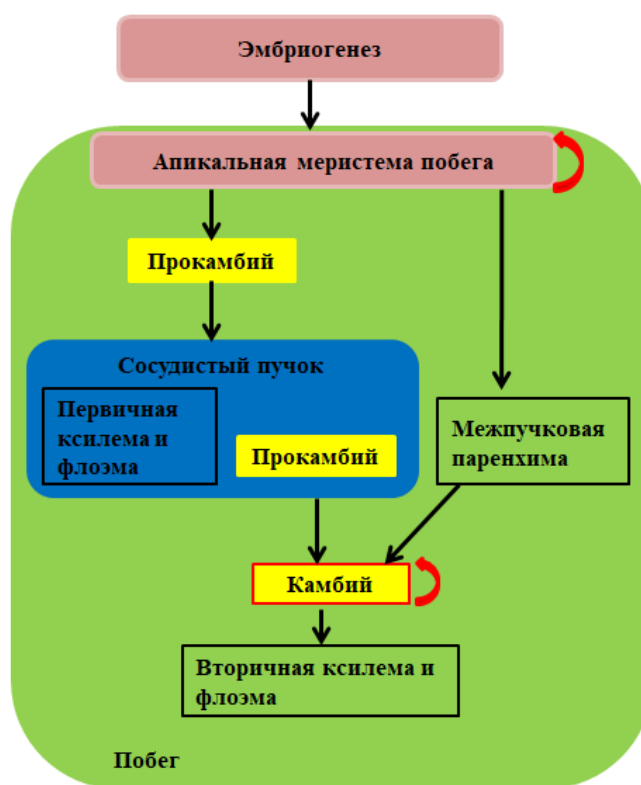 Эмбриогенез
Апикальная меристема побега
Прокамбий
Сосудистый пучок
Первичная
ксилема и
флоэма
Прокамбий
Межпучковая
паренхима
Камбий
Вторичная ксилема и
флоэма
Побег